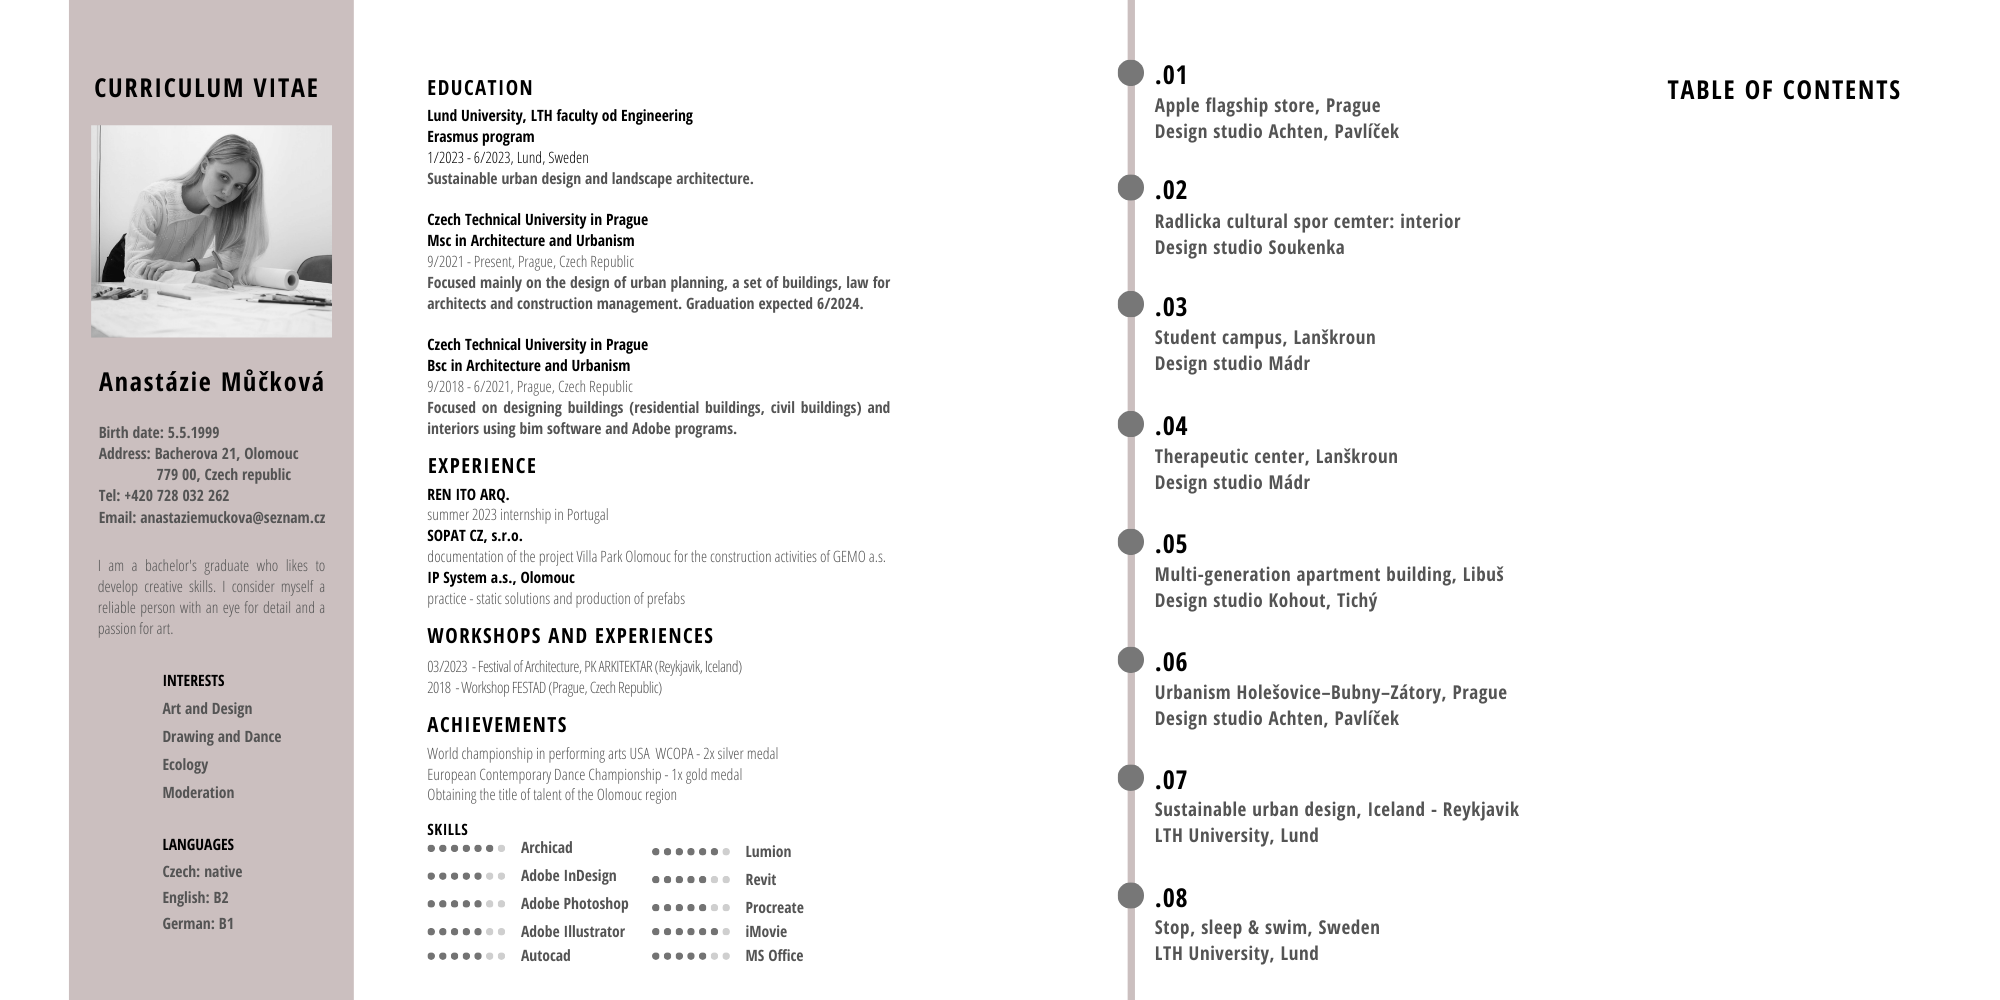 CURRICULUM VITAE
Anastázie Můčková
Birth date: 5.5.1999
Address: Bacherova 21, Olomouc
779 00, Czech republic
Tel: +420 728 032 262
Email: anastaziemuckova@seznam.cz
I am a bachelor's graduate who likes to
develop creative skills. I consider myself a
reliable person with an eye for detail and a
passion for art.
INTERESTS
Art and Design
Drawing and Dance
Ecology
Moderation
LANGUAGES
Czech: native
English: B2
German: B1
EDUCATION
Lund University, LTH faculty od Engineering
Erasmus program
1/2023 - 6/2023, Lund, Sweden
Sustainable urban design and landscape architecture.
Czech Technical University in Prague
Msc in Architecture and Urbanism
9/2021 - Present, Prague, Czech Republic
Focused mainly on the design of urban planning, a set of buildings, law for
architects and construction management. Graduation expected 6/2024.
Czech Technical University in Prague
Bsc in Architecture and Urbanism
9/2018 - 6/2021, Prague, Czech Republic
Focused on designing buildings (residential buildings, civil buildings) and
interiors using bim software and Adobe programs.
EXPERIENCE
REN ITO ARQ.
summer 2023 internship in Portugal
SOPAT CZ, s.r.o.
documentation of the project Villa Park Olomouc for the construction activities of GEMO a.s.
IP System a.s., Olomouc
practice - static solutions and production of prefabs
WORKSHOPS AND EXPERIENCES
03/2023 - Festival of Architecture, PK ARKITEKTAR (Reykjavik, Iceland)
2018 - Workshop FESTAD (Prague, Czech Republic)
ACHIEVEMENTS
World championship in performing arts USA WCOPA - 2x silver medal
European Contemporary Dance Championship - 1x gold medal
Obtaining the title of talent of the Olomouc region
SKILLS
Archicad
Adobe InDesign
Adobe Photoshop
Adobe Illustrator
Autocad
Lumion
Revit
Procreate
iMovie
MS Office
TABLE OF CONTENTS
.01
Apple flagship store, Prague
Design studio Achten, Pavlíček
.02
Radlicka cultural spor cemter: interior
Design studio Soukenka
.03
Student campus, Lanškroun
Design studio Mádr
.04
Therapeutic center, Lanškroun
Design studio Mádr
.05
Multi-generation apartment building, Libuš
Design studio Kohout, Tichý
.06
Urbanism Holešovice–Bubny–Zátory, Prague
Design studio Achten, Pavlíček
.07
Sustainable urban design, Iceland - Reykjavik
LTH University, Lund
.08
Stop, sleep & swim, Sweden
LTH University, Lund